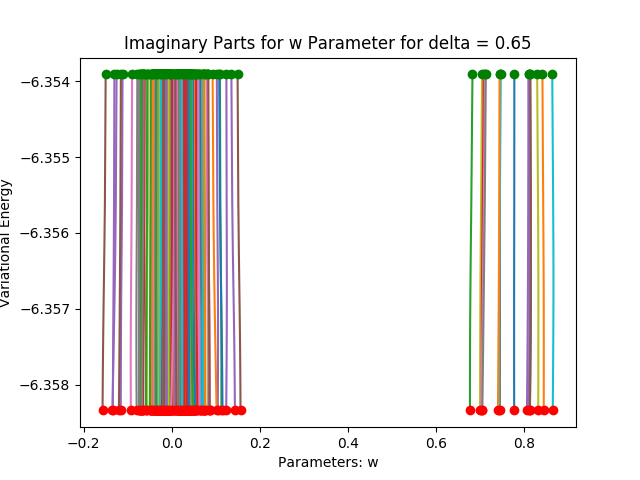 Imaginary Parts for w Parameter for delta = 0.65
−6.354
−6.355
−6.356
−6.357
−6.358
Variational Energy
−0.2 0.0 0.2 0.4 0.6 0.8
Parameters: w